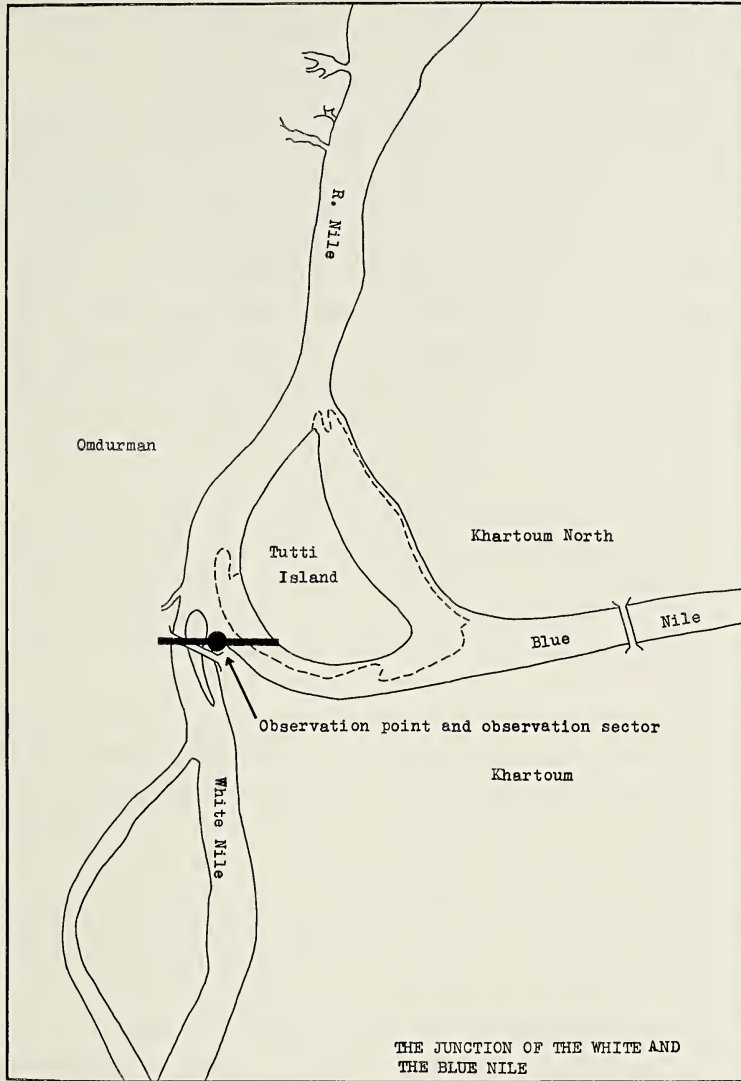 R. Nile
Omdurman
Khartoum North
Tutti
Island
Blue
Nile
Observation point and observation sector
Khartoum
White Nile
THE JUNCTION OF THE WHITE AND
THE BLUE NILE